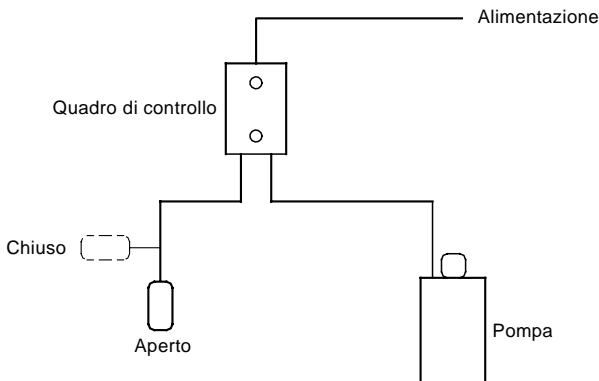 Alimentazione
Quadro di controllo
Chiuso
Aperto
Pompa